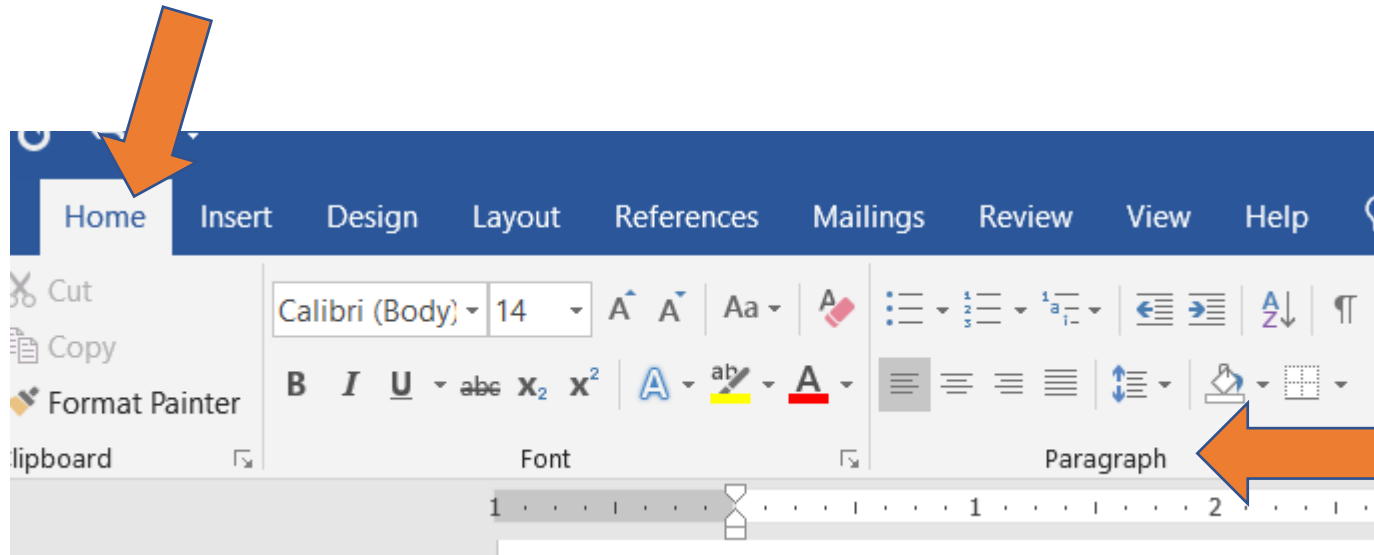 Home Insert Design Layout References Mailings Review View Help
Cut
Calibri (Body) 14 A A Aa A
Copy
B I U abc X₂ X² A ab A
Format Painter
lipboard Font Paragraph
1 1 2